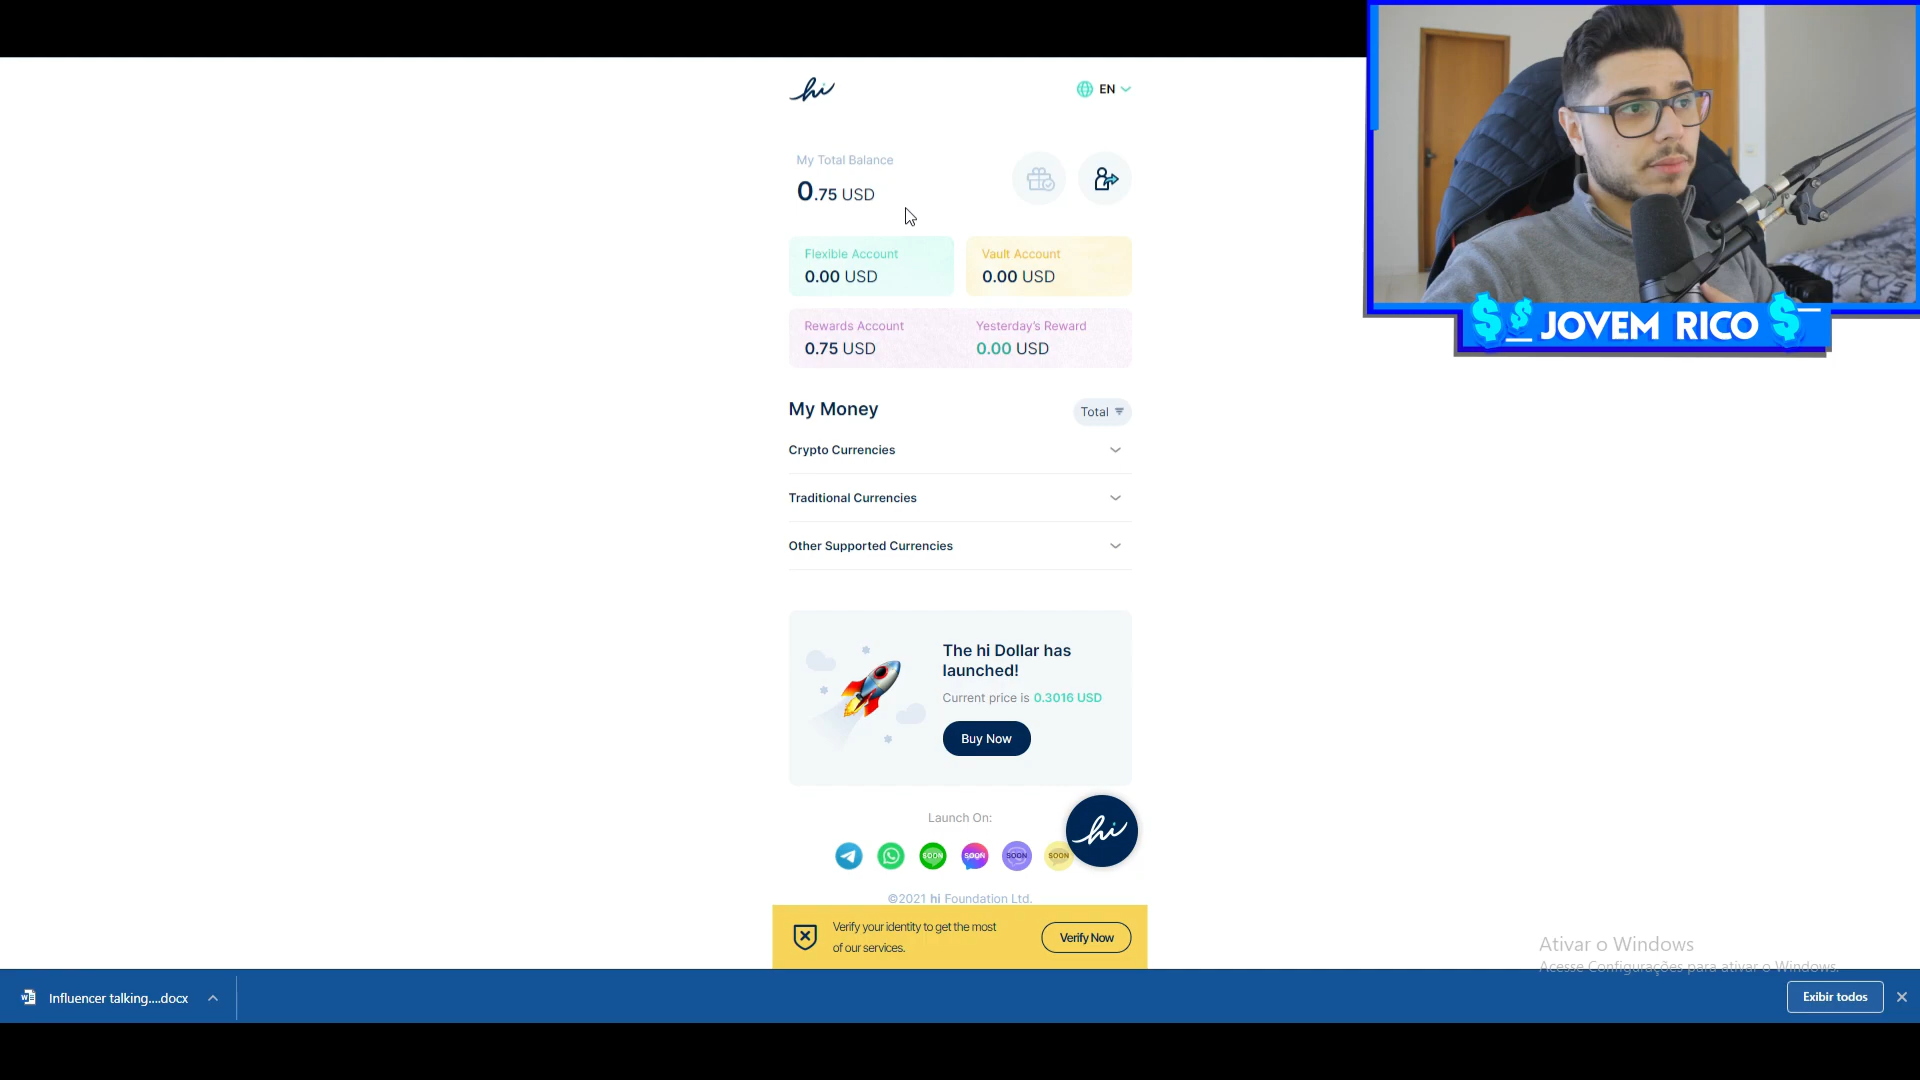 hi
EN
My Total Balance
0.75 USD
Flexible Account
0.00 USD
Vault Account
0.00 USD
Rewards Account
0.75 USD
Yesterday's Reward
0.00 USD
My Money
Total
Crypto Currencies
Traditional Currencies
Other Supported Currencies
The hi Dollar has
launched!
Current price is 0.3016 USD
Buy Now
Launch On:
SOON
SOON
SOON
SOON
hi
©2021 hi Foundation Ltd.
Verify your identity to get the most
of our services.
Verify Now
$ $ JOVEM RICO $
Ativar o Windows
Acesse Configurações para ativar o Windows.
Influencer talking....docx
Exibir todos